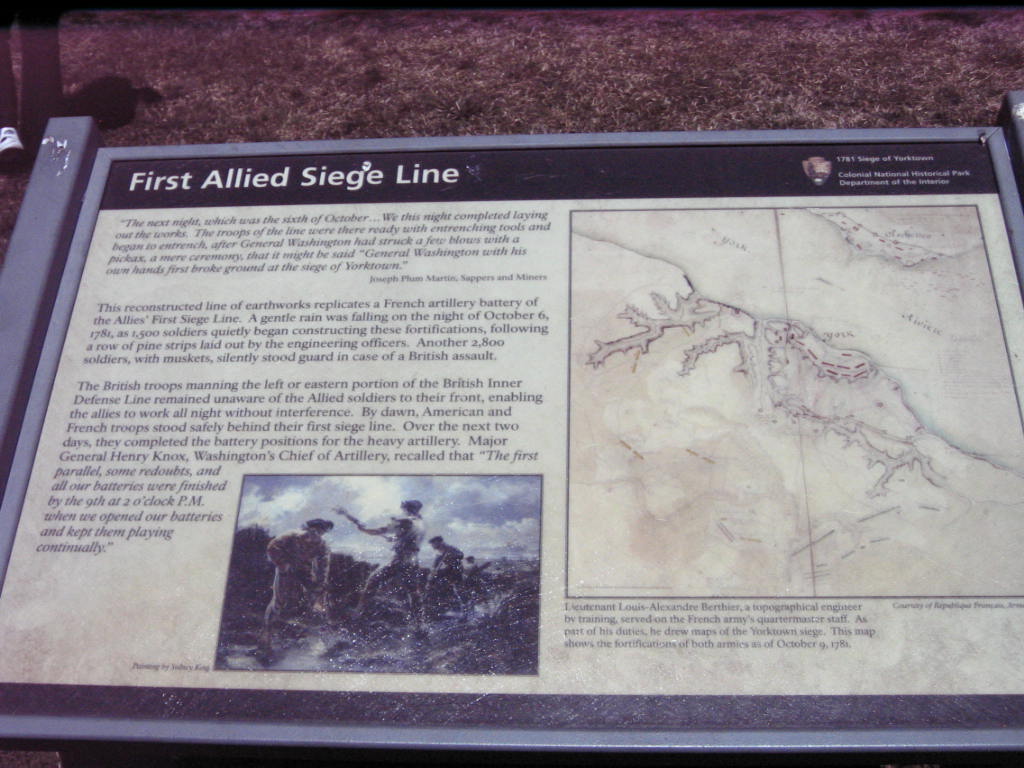 First Allied Siege Line
1781 Siege of Yorktown
Colonial National Historical Park
Department of the Interior
"The next night, which was the sixth of October... We this night completed laying
out the works. The troops of the line were there ready with entrenching tools and
began to entrench, after General Washington had struck a few blows with a
pickax, a mere ceremony, that it might be said "General Washington with his
own hands first broke ground at the siege of Yorktown."
Joseph Plum Martin, Sappers and Miners
This reconstructed line of earthworks replicates a French artillery battery of
the Allies' First Siege Line. A gentle rain was falling on the night of October 6,
1781, as 1,500 soldiers quietly began constructing these fortifications, following
a row of pine strips laid out by the engineering officers. Another 2,800
soldiers, with muskets, silently stood guard in case of a British assault.
The British troops manning the left or eastern portion of the British Inner
Defense Line remained unaware of the Allied soldiers to their front, enabling
the allies to work all night without interference. By dawn, American and
French troops stood safely behind their first siege line. Over the next two
days, they completed the battery positions for the heavy artillery. Major
General Henry Knox, Washington's Chief of Artillery, recalled that "The first
parallel, some redoubts, and
all our batteries were finished
by the 9th at 2 o'clock P.M.
when we opened our batteries
and kept them playing
continually."
Painting by Sidney King
York
York
Lieutenant Louis-Alexandre Berthier, a topographical engineer
by training, served on the French army's quartermaster staff. As
part of his duties, he drew maps of the Yorktown siege. This map
shows the fortifications of both armies as of October 9, 1781.
Courtesy of Republique Francais,